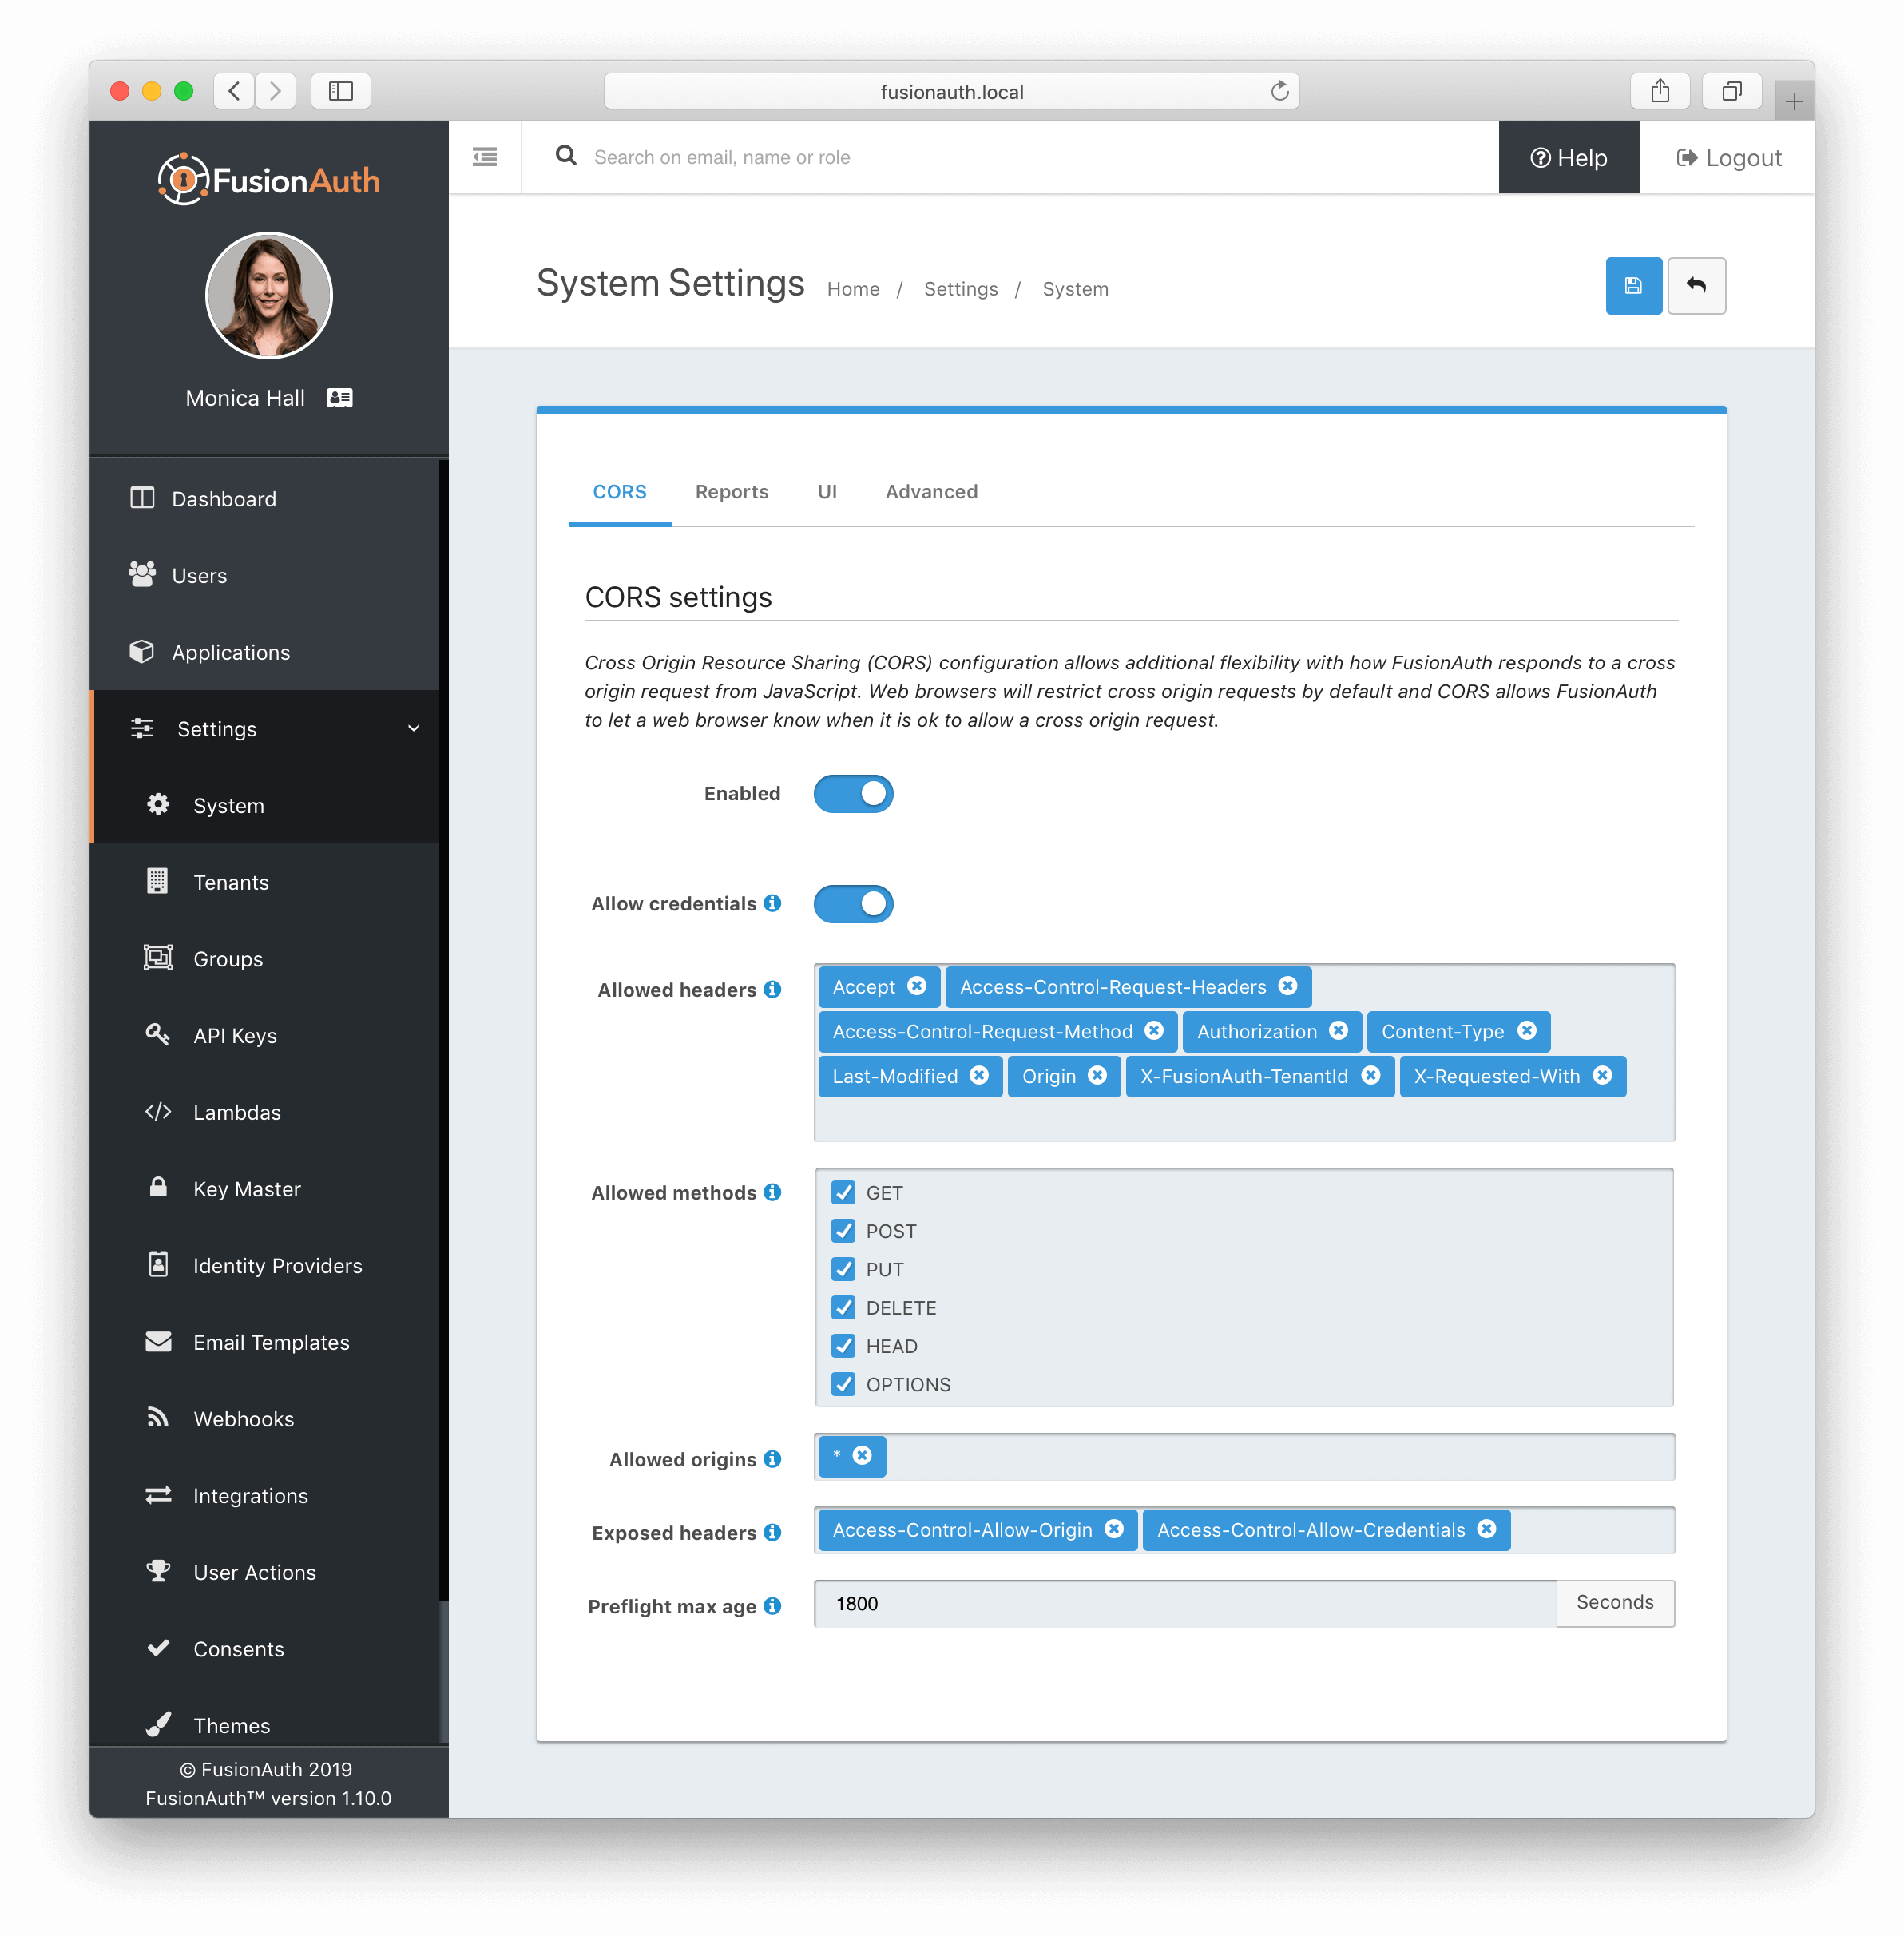 fusionauth.local
FusionAuth
Search on email, name or role
Help
Logout
System Settings
Home / Settings / System
Monica Hall
Dashboard
Users
Applications
Settings
System
Tenants
Groups
API Keys
Lambdas
Key Master
Identity Providers
Email Templates
Webhooks
Integrations
User Actions
Consents
Themes
© FusionAuth 2019
FusionAuth™ version 1.10.0
CORS Reports UI Advanced
CORS settings
Cross Origin Resource Sharing (CORS) configuration allows additional flexibility with how FusionAuth responds to a cross
origin request from JavaScript. Web browsers will restrict cross origin requests by default and CORS allows FusionAuth
to let a web browser know when it is ok to allow a cross origin request.
Enabled
Allow credentials
Allowed headers
Accept Access-Control-Request-Headers
Access-Control-Request-Method Authorization Content-Type
Last-Modified Origin X-FusionAuth-TenantId X-Requested-With
Allowed methods
GET
POST
PUT
DELETE
HEAD
OPTIONS
Allowed origins
*
Exposed headers
Access-Control-Allow-Origin Access-Control-Allow-Credentials
Preflight max age
1800
Seconds